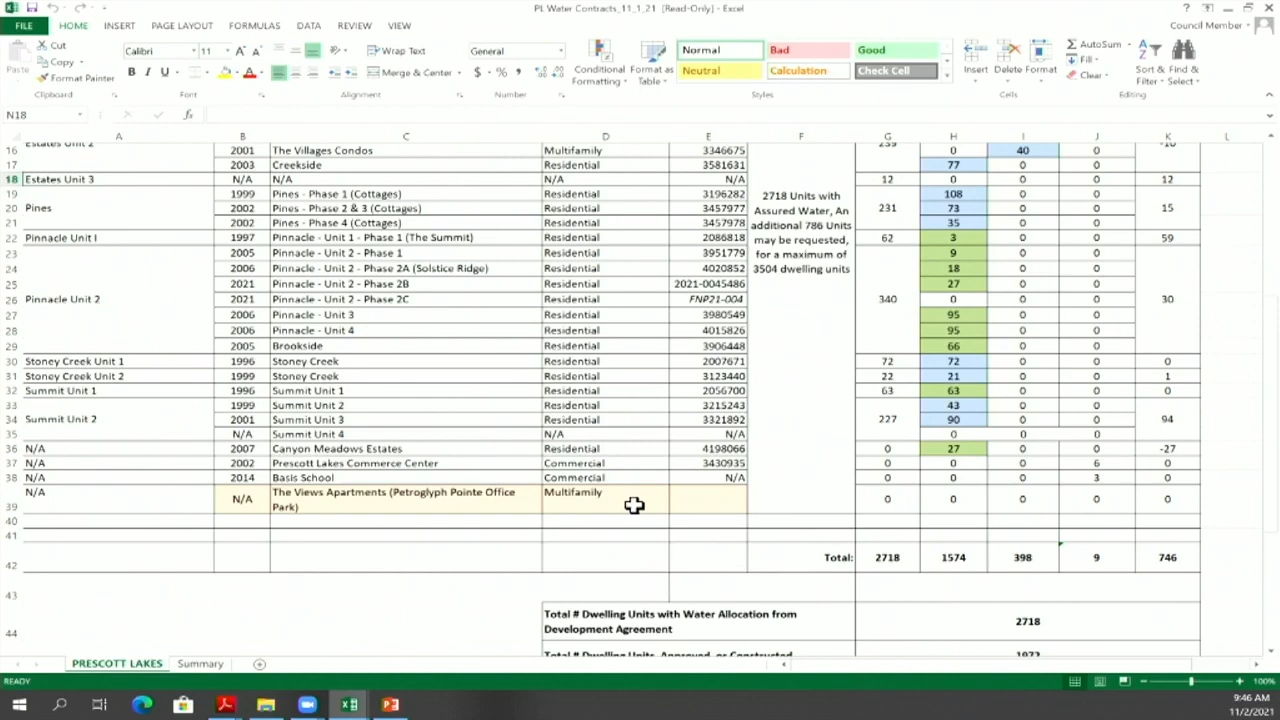 PL Water Contracts_11_1_21 [Read-Only] - Excel
FILE HOME INSERT PAGE LAYOUT FORMULAS DATA REVIEW VIEW Council Member
Cut
Copy
Format Painter
Paste
Calibri 11
B I U
Wrap Text
Merge & Center
General
$ % ,
Conditional Formatting
Format as Table
Normal Bad Good
Neutral Calculation Check Cell
Insert Delete Format
AutoSum
Fill
Clear
Sort & Filter
Find & Select
Clipboard Font Alignment Number Styles Cells Editing
N18 fx
A B C D E F G H I J K L
Estates Unit 2 239 -10
16 2001 The Villages Condos Multifamily 3346675 0 40 0
17 2003 Creekside Residential 3581631 77 0 0
18 Estates Unit 3 N/A N/A N/A N/A 12 0 0 0 12
19 1999 Pines - Phase 1 (Cottages) Residential 3196282 108 0 0
20 Pines 2002 Pines - Phase 2 & 3 (Cottages) Residential 3457977 231 73 0 0 15
21 2002 Pines - Phase 4 (Cottages) Residential 3457978 35 0 0
2718 Units with
Assured Water, An
additional 786 Units
may be requested,
for a maximum of
3504 dwelling units
22 Pinnacle Unit I 1997 Pinnacle - Unit 1 - Phase 1 (The Summit) Residential 2086818 62 3 0 0 59
23 2005 Pinnacle - Unit 2 - Phase 1 Residential 3951779 9 0 0
24 2006 Pinnacle - Unit 2 - Phase 2A (Solstice Ridge) Residential 4020852 18 0 0
25 2021 Pinnacle - Unit 2 - Phase 2B Residential 2021-0045486 27 0 0
26 Pinnacle Unit 2 2021 Pinnacle - Unit 2 - Phase 2C Residential FNP21-004 340 0 0 0 30
27 2006 Pinnacle - Unit 3 Residential 3980549 95 0 0
28 2006 Pinnacle - Unit 4 Residential 4015826 95 0 0
29 2005 Brookside Residential 3906448 66 0 0
30 Stoney Creek Unit 1 1996 Stoney Creek Residential 2007671 72 72 0 0 0
31 Stoney Creek Unit 2 1999 Stoney Creek Residential 3123440 22 21 0 0 1
32 Summit Unit 1 1996 Summit Unit 1 Residential 2056700 63 63 0 0 0
33 1999 Summit Unit 2 Residential 3215243 43 0 0
34 Summit Unit 2 2001 Summit Unit 3 Residential 3321892 227 90 0 0 94
35 N/A Summit Unit 4 N/A N/A 0 0 0
36 N/A 2007 Canyon Meadows Estates Residential 4198066 0 27 0 0 -27
37 N/A 2002 Prescott Lakes Commerce Center Commercial 3430935 0 0 0 6 0
38 N/A 2014 Basis School Commercial N/A 0 0 0 3 0
39 N/A N/A The Views Apartments (Petroglyph Pointe Office Park) Multifamily 0 0 0 0 0
40
41
42 Total: 2718 1574 398 9 746
43
44 Total # Dwelling Units with Water Allocation from
Development Agreement 2718
Total # Dwelling Units, Approved, or Constructed 1972
PRESCOTT LAKES Summary
READY 100%
9:46 AM
11/2/2021